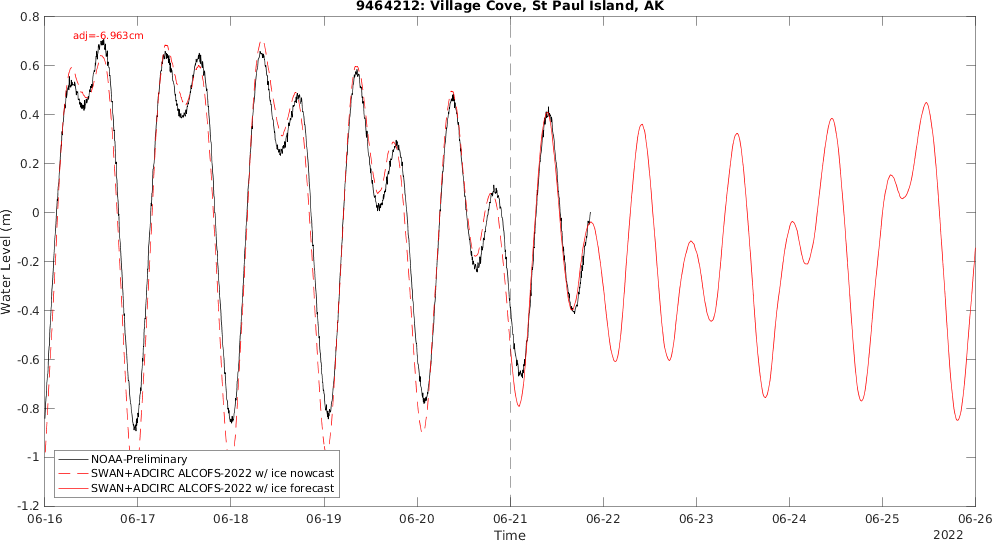 9464212: Village Cove, St Paul Island, AK
adj=-6.963cm
Water Level (m)
0.8
0.6
0.4
0.2
0
-0.2
-0.4
-0.6
-0.8
-1
-1.2
NOAA-Preliminary
SWAN+ADCIRC ALCOFS-2022 w/ ice nowcast
SWAN+ADCIRC ALCOFS-2022 w/ ice forecast
06-16 06-17 06-18 06-19 06-20 06-21 06-22 06-23 06-24 06-25 06-26
Time
2022